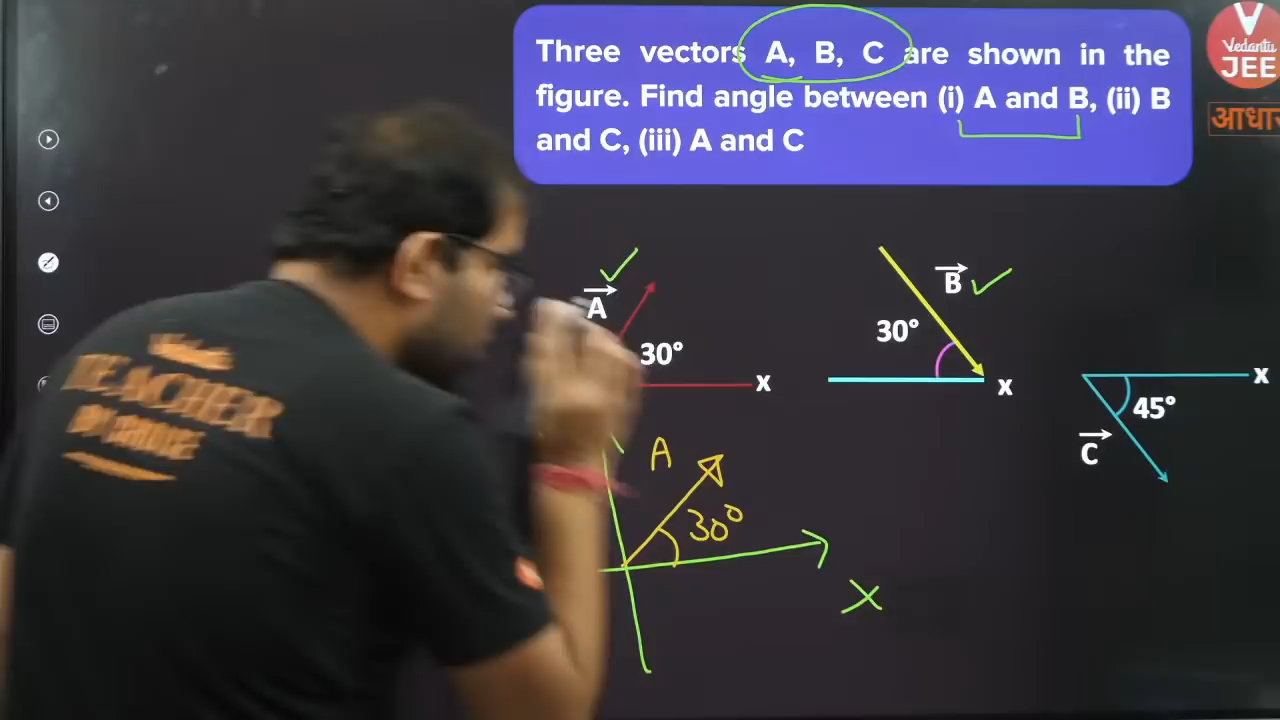 Three vectors A, B, C are shown in the
figure. Find angle between (i) A and B, (ii) B
and C, (iii) A and C
Vedantu
JEE
A
30°
x
B
30°
x
x
45°
C
A
30°
X
TEACHER